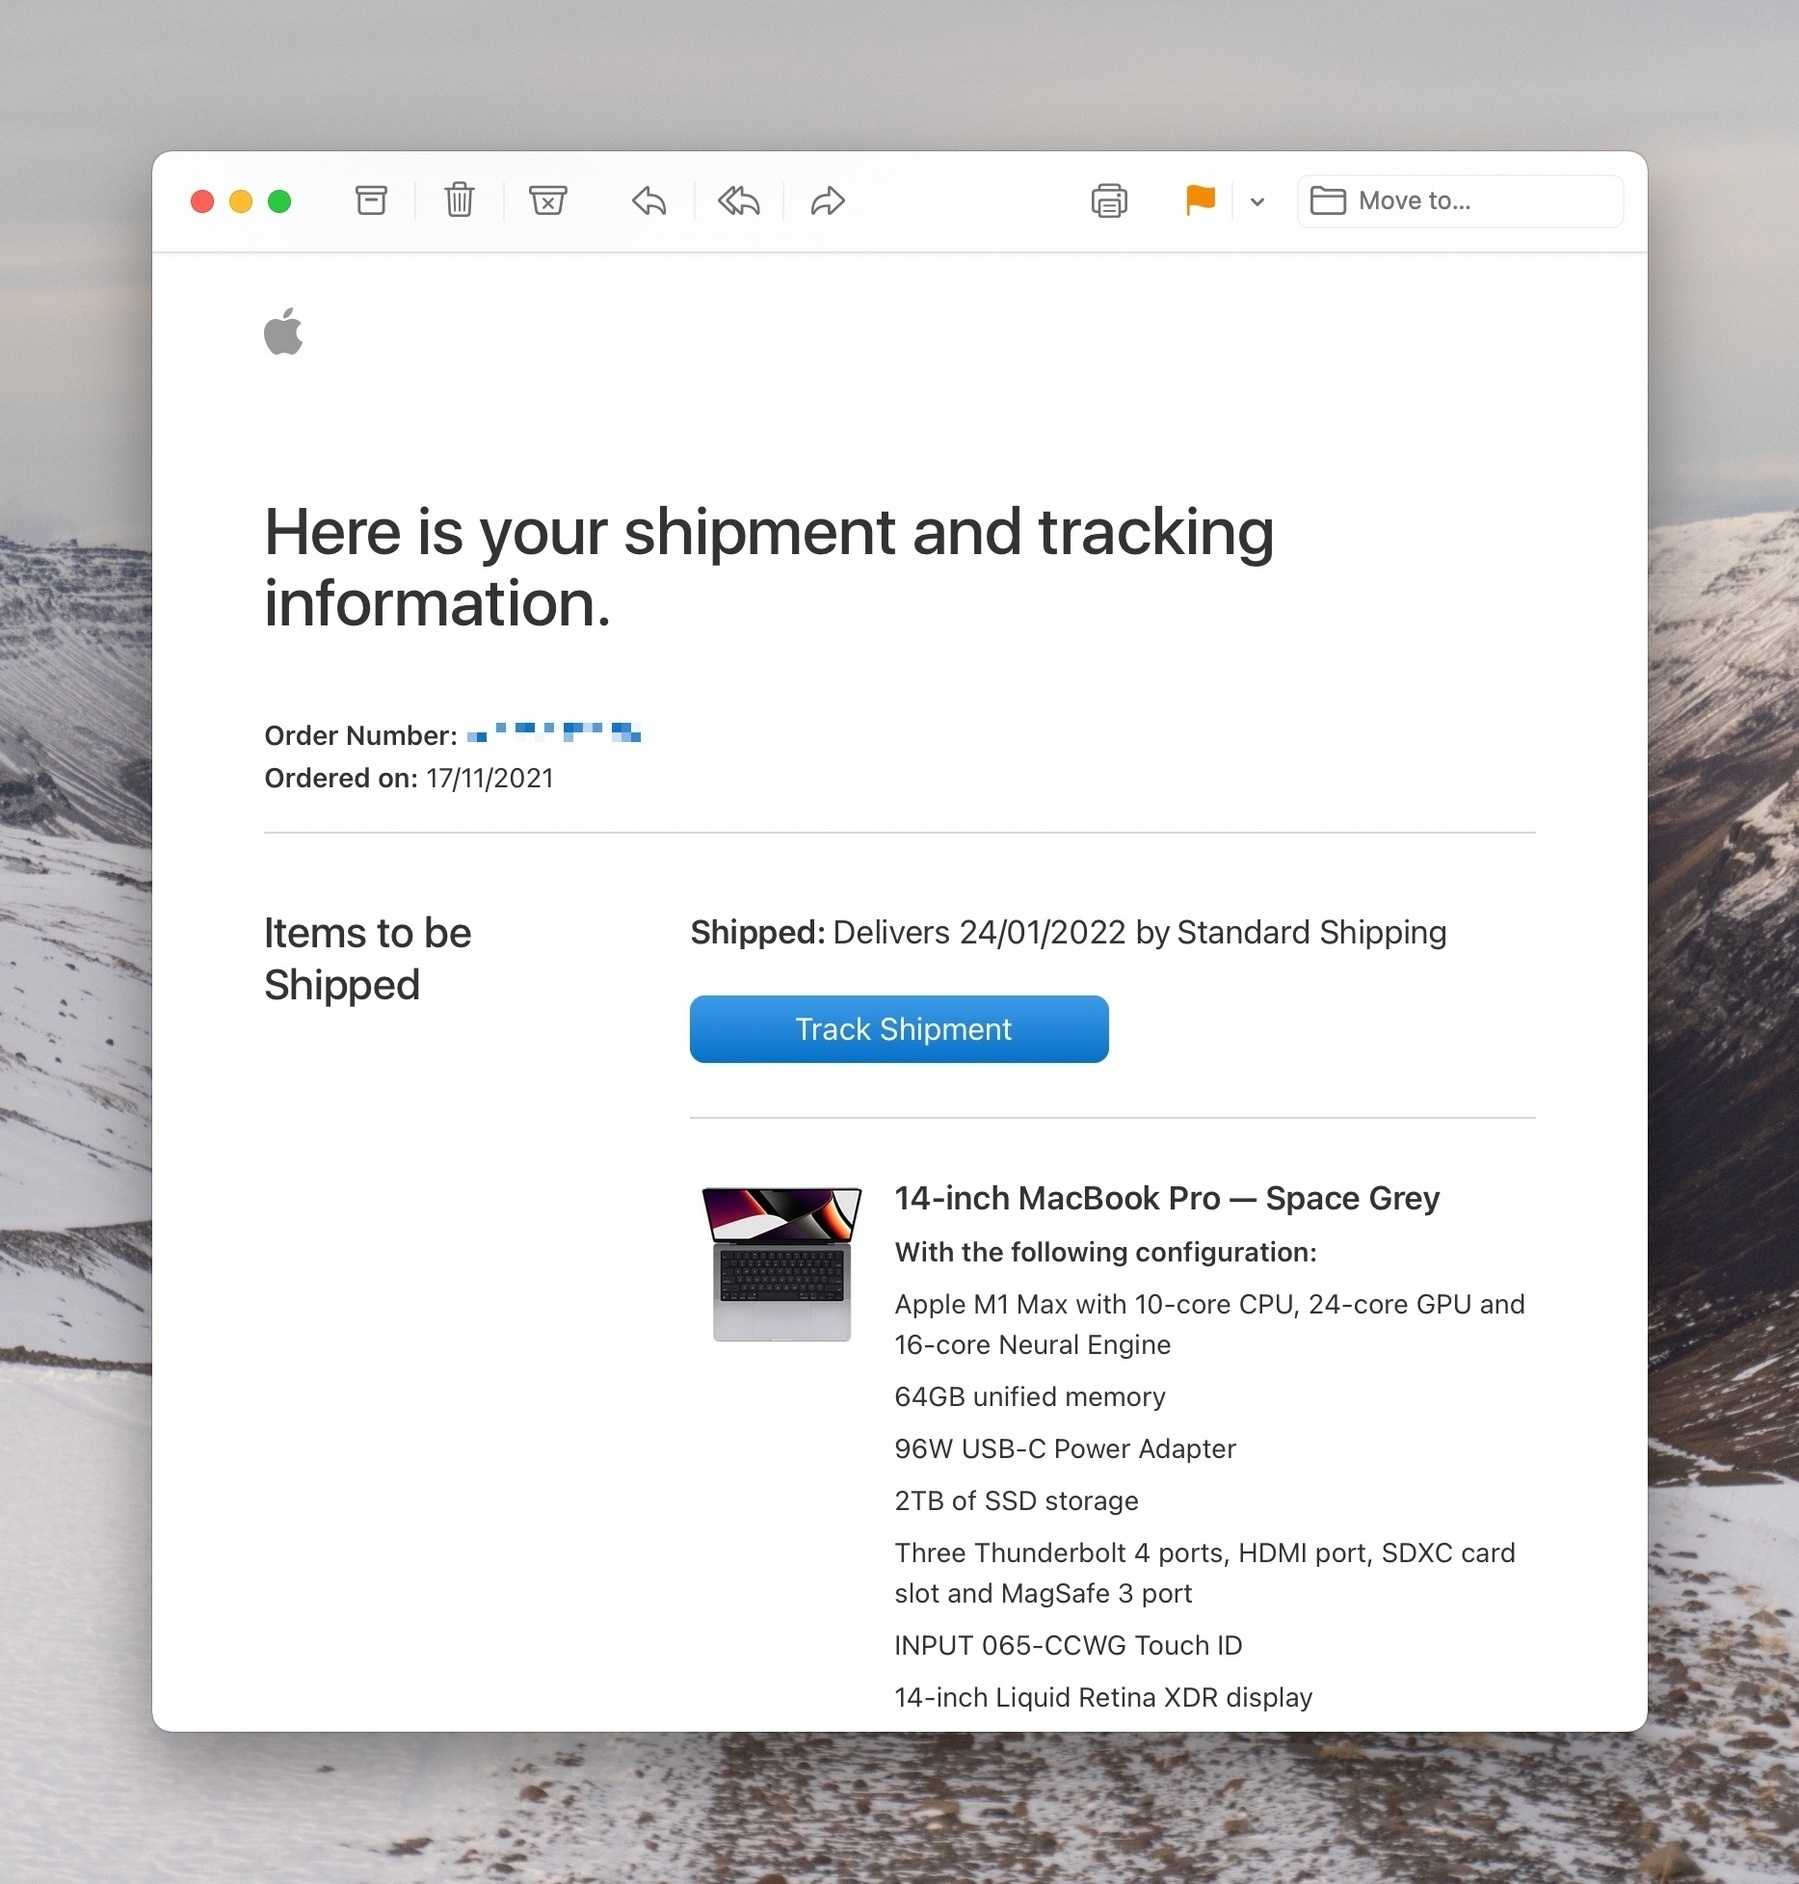 Move to...
Here is your shipment and tracking
information.
Order Number:
Ordered on: 17/11/2021
Items to be
Shipped
Shipped: Delivers 24/01/2022 by Standard Shipping
Track Shipment
14-inch MacBook Pro — Space Grey
With the following configuration:
Apple M1 Max with 10-core CPU, 24-core GPU and
16-core Neural Engine
64GB unified memory
96W USB-C Power Adapter
2TB of SSD storage
Three Thunderbolt 4 ports, HDMI port, SDXC card
slot and MagSafe 3 port
INPUT 065-CCWG Touch ID
14-inch Liquid Retina XDR display